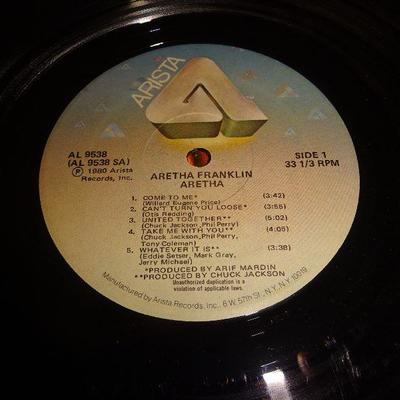 ARISTA
AL 9538
(AL 9538 SA)
Ⓟ 1980 Arista
Records, Inc.
SIDE 1
33 1/3 RPM
ARETHA FRANKLIN
ARETHA
1. COME TO ME* (3:42)
(Willard Eugene Price)
2. CAN'T TURN YOU LOOSE* (3:55)
(Otis Redding)
3. UNITED TOGETHER** (5:02)
(Chuck Jackson, Phil Perry)
4. TAKE ME WITH YOU** (4:05)
(Chuck Jackson, Phil Perry,
Tony Coleman)
5. WHATEVER IT IS** (3:38)
(Eddie Setser, Mark Gray,
Jerry Michael)
*PRODUCED BY ARIF MARDIN
**PRODUCED BY CHUCK JACKSON
Unauthorized duplication is a
violation of applicable laws.
Manufactured by Arista Records, Inc., 6 W. 57th St., N.Y., N.Y. 10019